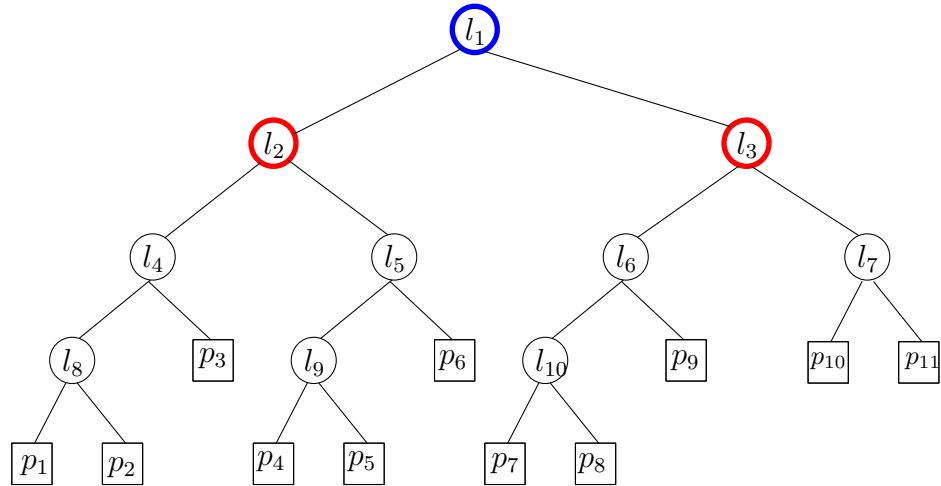 l₁
l₂ l₃
l₄ l₅ l₆ l₇
l₈ p₃ l₉ p₆ l₁₀ p₉ p₁₀ p₁₁
p₁ p₂ p₄ p₅ p₇ p₈